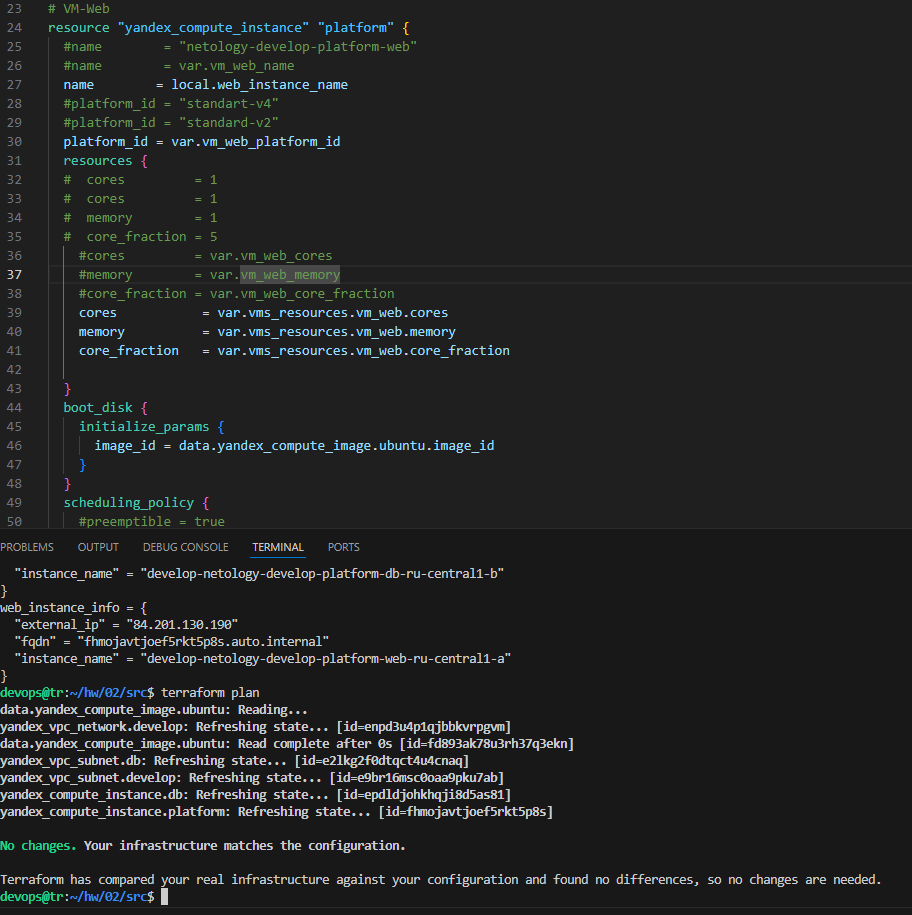 23 # VM-Web
24 resource "yandex_compute_instance" "platform" {
25 #name = "netology-develop-platform-web"
26 #name = var.vm_web_name
27 name = local.web_instance_name
28 #platform_id = "standart-v4"
29 #platform_id = "standard-v2"
30 platform_id = var.vm_web_platform_id
31 resources {
32 # cores = 1
33 # cores = 1
34 # memory = 1
35 # core_fraction = 5
36 #cores = var.vm_web_cores
37 #memory = var.vm_web_memory
38 #core_fraction = var.vm_web_core_fraction
39 cores = var.vms_resources.vm_web.cores
40 memory = var.vms_resources.vm_web.memory
41 core_fraction = var.vms_resources.vm_web.core_fraction
42
43 }
44 boot_disk {
45 initialize_params {
46 image_id = data.yandex_compute_image.ubuntu.image_id
47 }
48 }
49 scheduling_policy {
50 #preemptible = true
PROBLEMS OUTPUT DEBUG CONSOLE TERMINAL PORTS
"instance_name" = "develop-netology-develop-platform-db-ru-central1-b"
}
web_instance_info = {
"external_ip" = "84.201.130.190"
"fqdn" = "fhmojavtjoef5rkt5p8s.auto.internal"
"instance_name" = "develop-netology-develop-platform-web-ru-central1-a"
}
devops@tr:~/hw/02/src$ terraform plan
data.yandex_compute_image.ubuntu: Reading...
yandex_vpc_network.develop: Refreshing state... [id=enpd3u4p1qjbbkvrpgvm]
data.yandex_compute_image.ubuntu: Read complete after 0s [id=fd893ak78u3rh37q3ekn]
yandex_vpc_subnet.db: Refreshing state... [id=e2lkg2f0dtqct4u4cnaq]
yandex_vpc_subnet.develop: Refreshing state... [id=e9br16msc0oaa9pku7ab]
yandex_compute_instance.db: Refreshing state... [id=epdldjohkhqji8d5as81]
yandex_compute_instance.platform: Refreshing state... [id=fhmojavtjoef5rkt5p8s]
No changes. Your infrastructure matches the configuration.
Terraform has compared your real infrastructure against your configuration and found no differences, so no changes are needed.
devops@tr:~/hw/02/src$